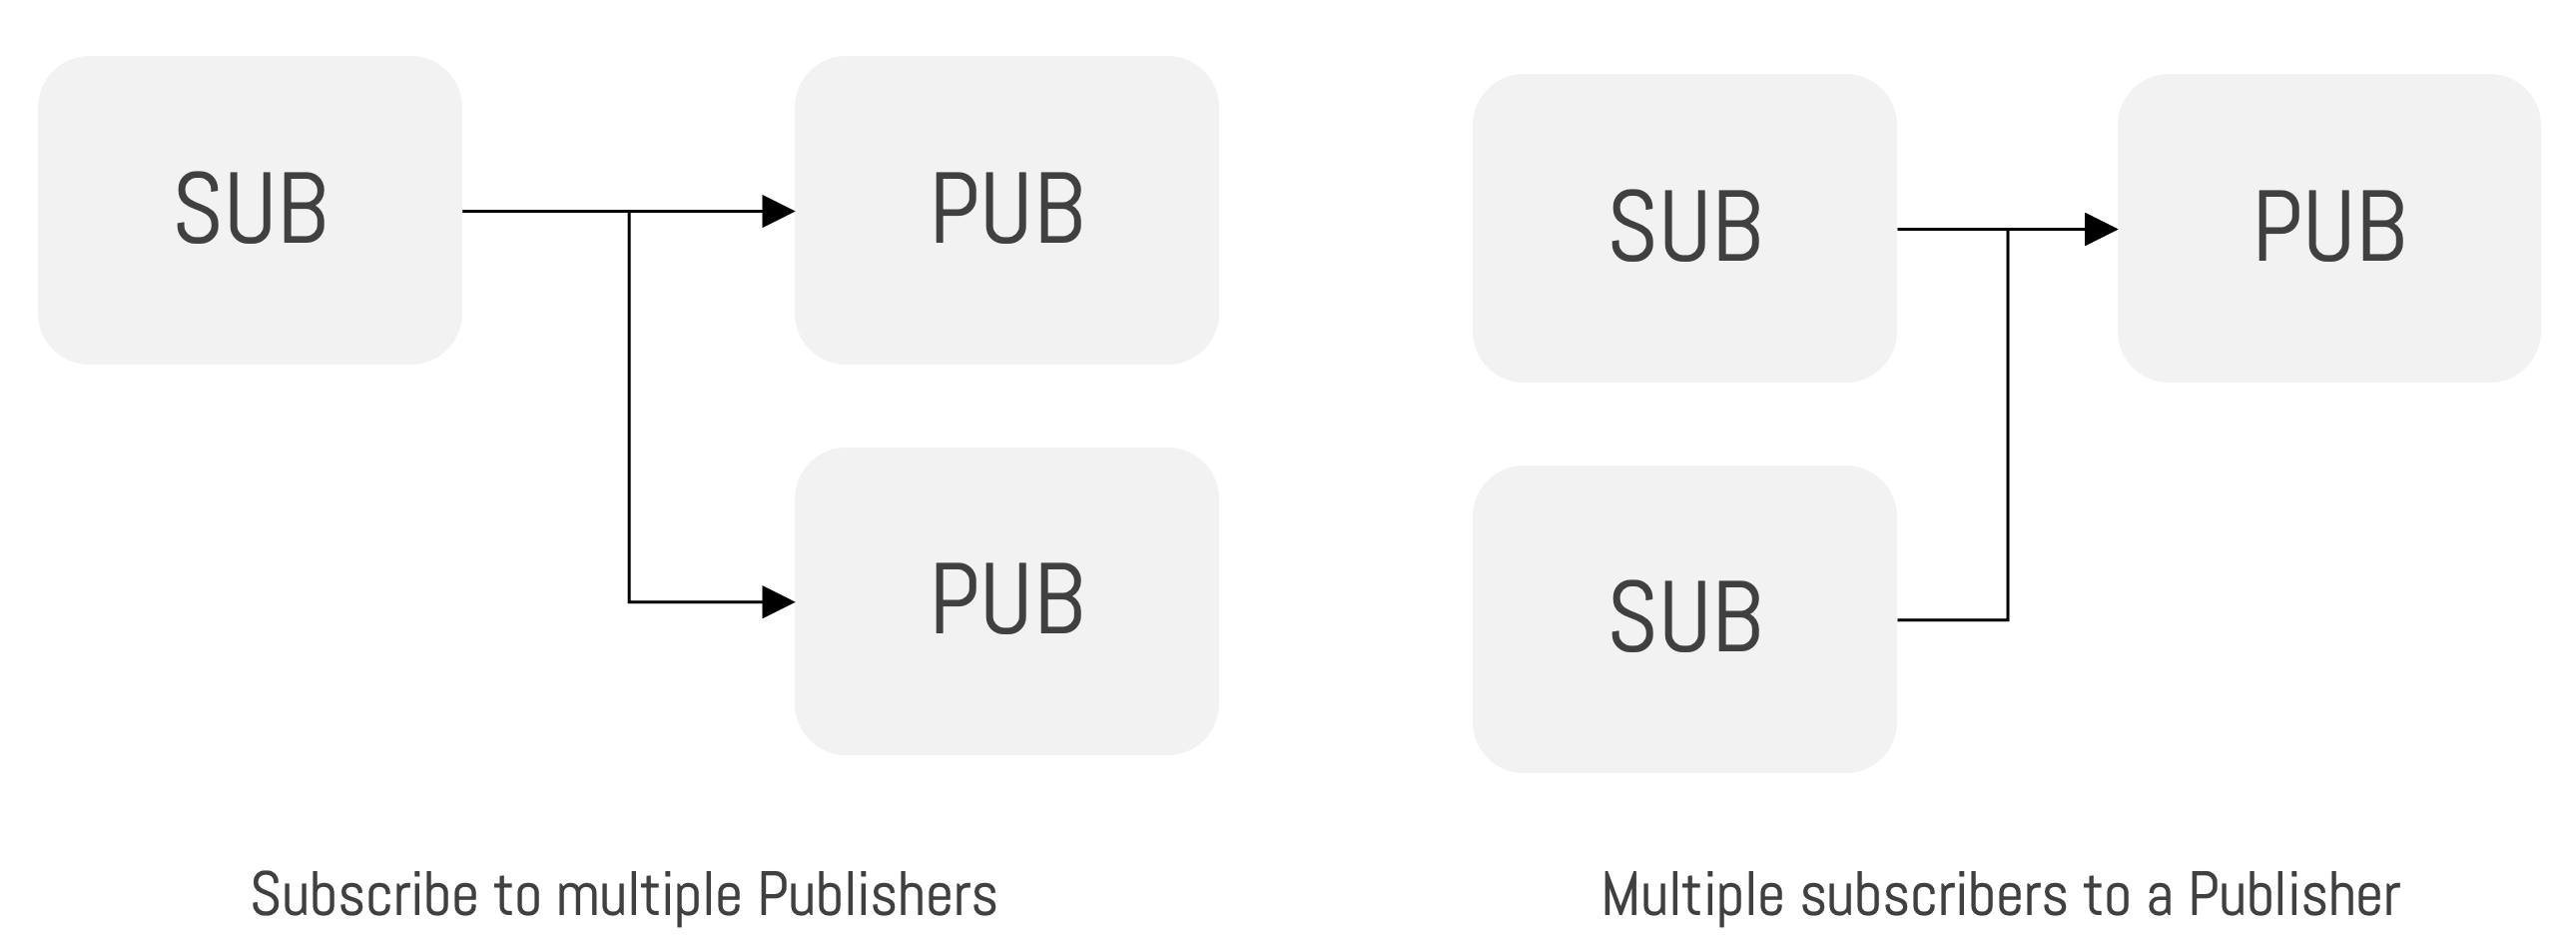 SUB
PUB
PUB
Subscribe to multiple Publishers
SUB
PUB
SUB
Multiple subscribers to a Publisher